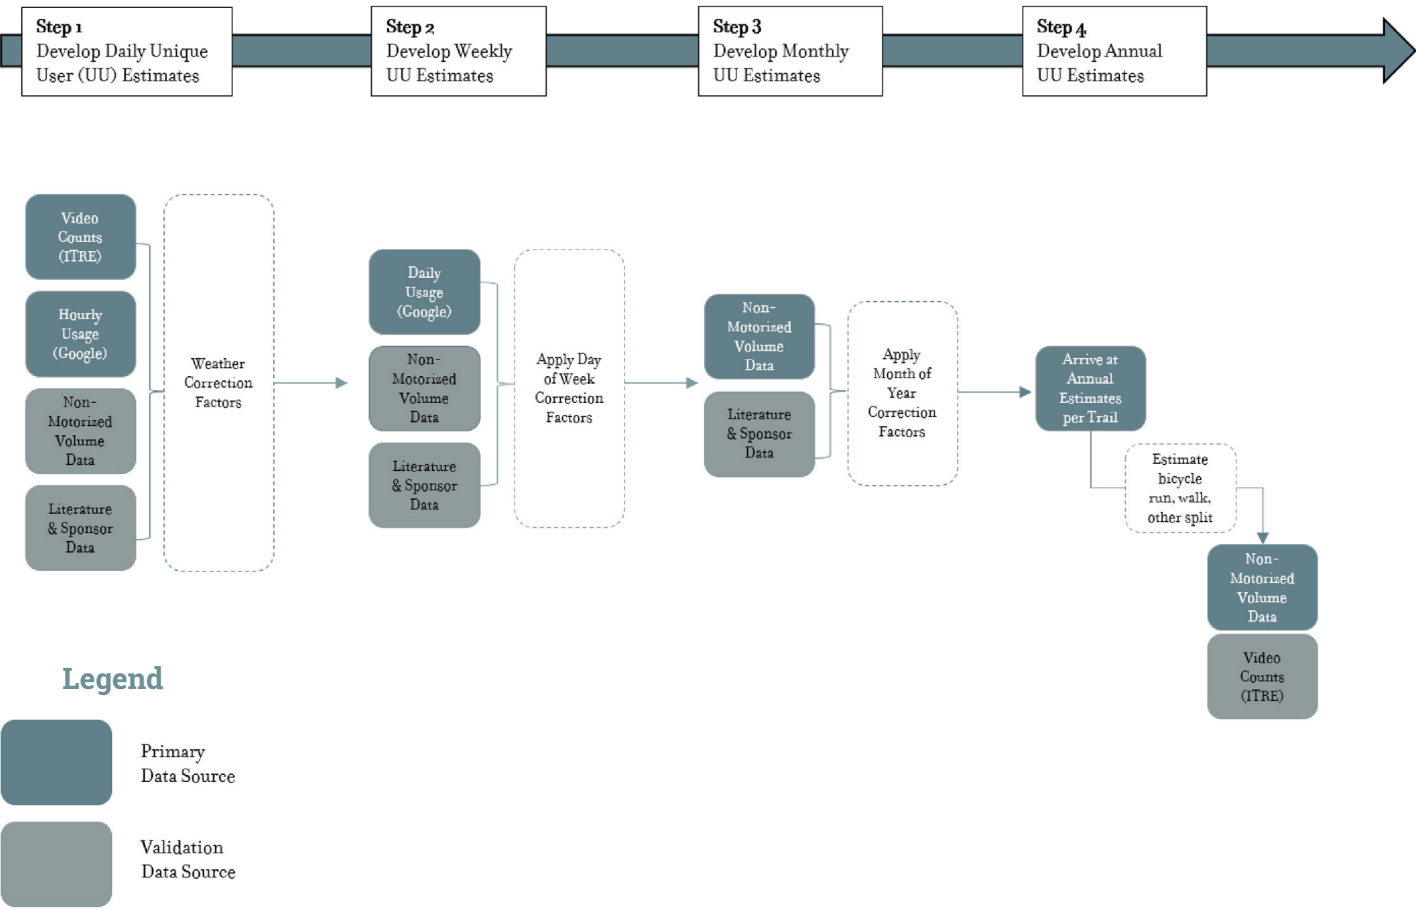 Step 1
Develop Daily Unique
User (UU) Estimates
Step 2
Develop Weekly
UU Estimates
Step 3
Develop Monthly
UU Estimates
Step 4
Develop Annual
UU Estimates
Video
Counts
(ITRE)
Hourly
Usage
(Google)
Non-
Motorized
Volume
Data
Literature
& Sponsor
Data
Weather
Correction
Factors
Daily
Usage
(Google)
Non-
Motorized
Volume
Data
Literature
& Sponsor
Data
Apply Day
of Week
Correction
Factors
Non-
Motorized
Volume
Data
Literature
& Sponsor
Data
Apply
Month of
Year
Correction
Factors
Arrive at
Annual
Estimates
per Trail
Estimate
bicycle
run, walk,
other split
Non-
Motorized
Volume
Data
Video
Counts
(ITRE)
Legend
Primary
Data Source
Validation
Data Source